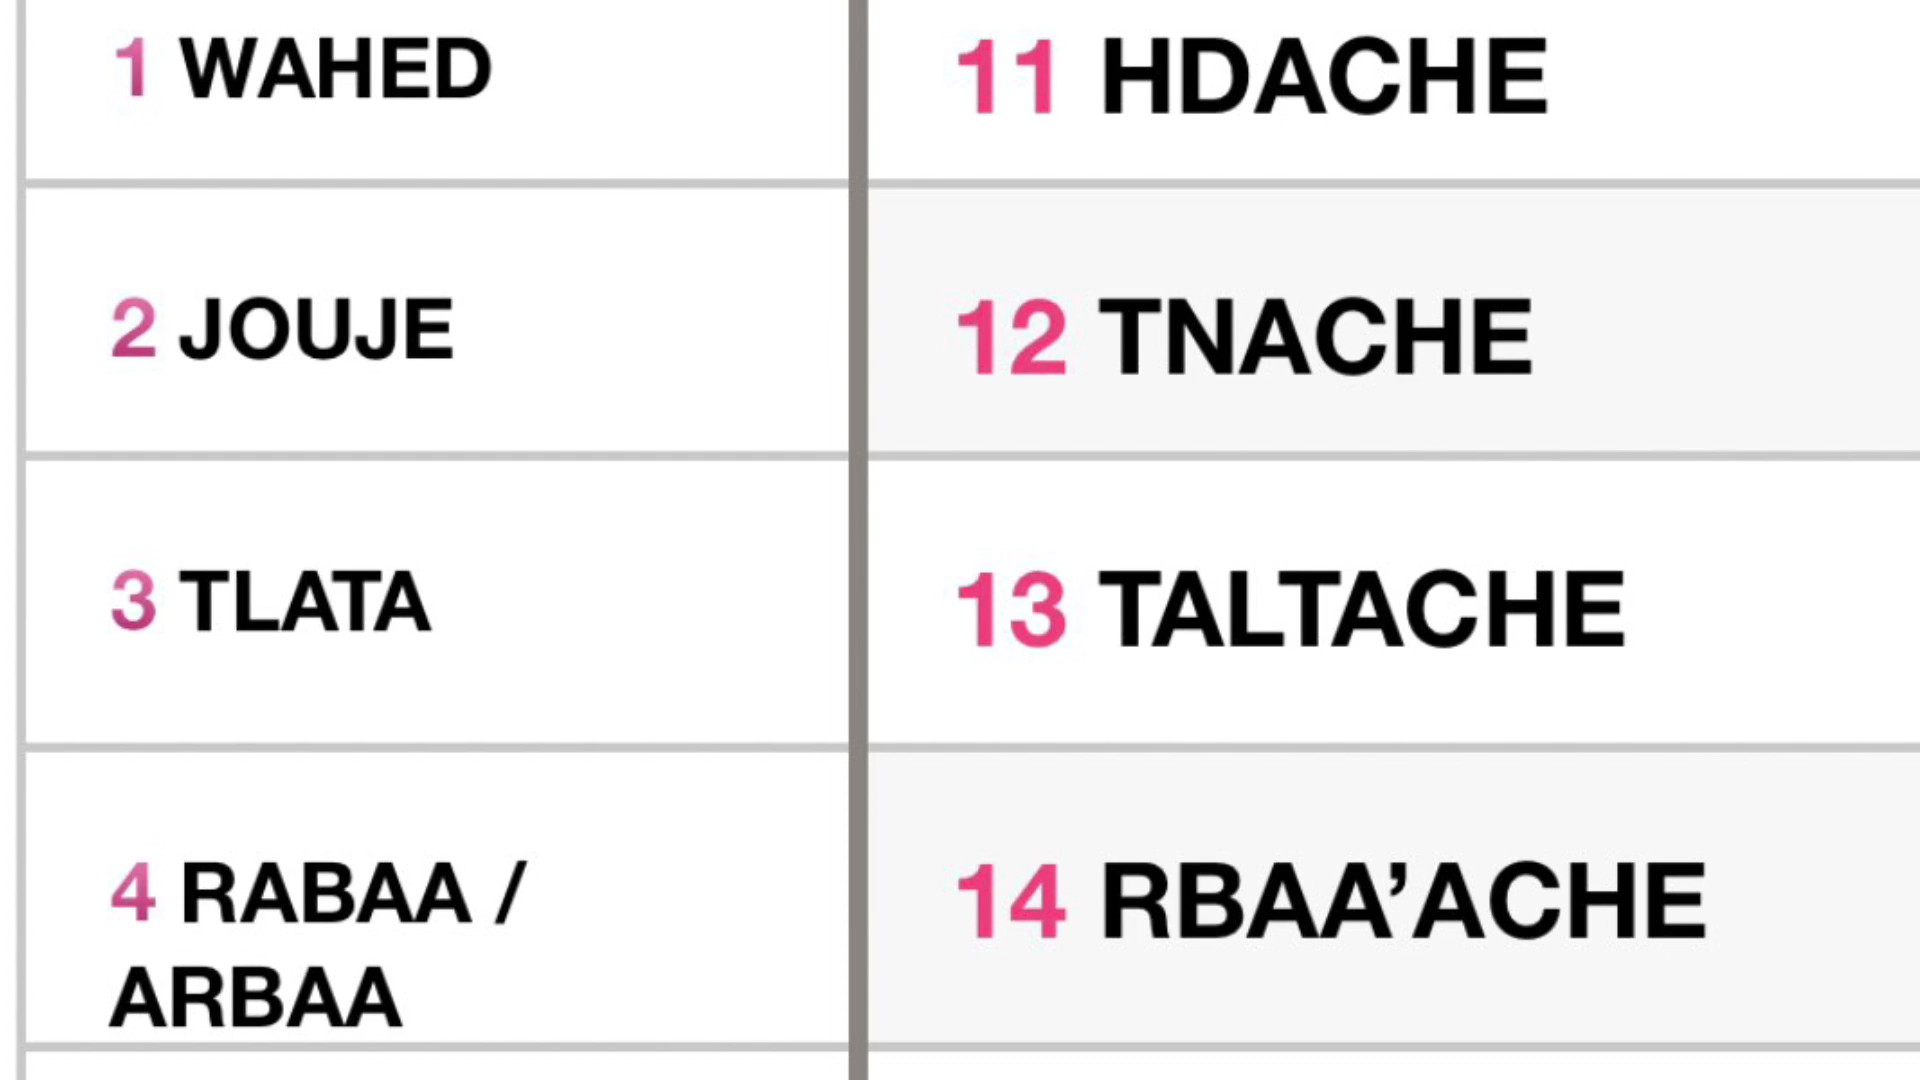 1 WAHED
11 HDACHE
2 JOUJE
12 TNACHE
3 TLATA
13 TALTACHE
4 RABAA /
ARBAA
14 RBAA’ACHE